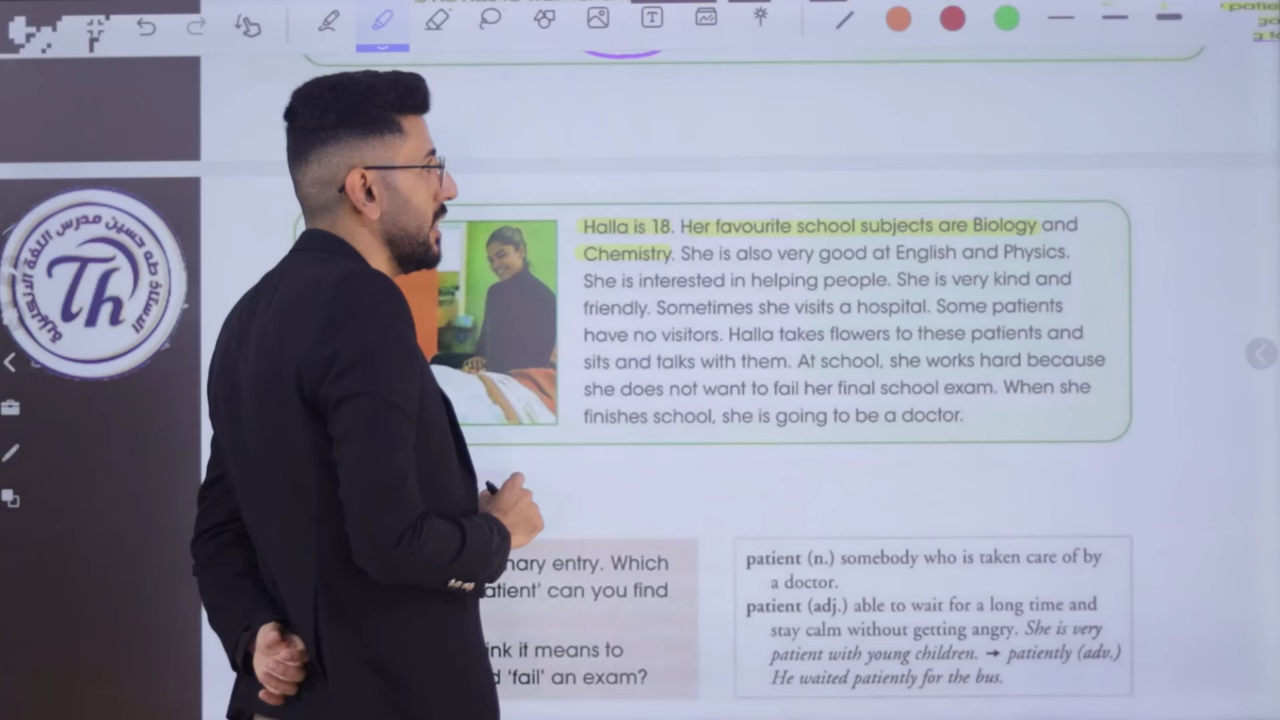 طه حسين مدرس اللغة الانكليزية
Th
Halla is 18. Her favourite school subjects are Biology and
Chemistry. She is also very good at English and Physics.
She is interested in helping people. She is very kind and
friendly. Sometimes she visits a hospital. Some patients
have no visitors. Halla takes flowers to these patients and
sits and talks with them. At school, she works hard because
she does not want to fail her final school exam. When she
finishes school, she is going to be a doctor.
nary entry. Which
atient' can you find
ink it means to
d 'fail' an exam?
patient (n.) somebody who is taken care of by
a doctor.
patient (adj.) able to wait for a long time and
stay calm without getting angry. She is very
patient with young children. → patiently (adv.)
He waited patiently for the bus.